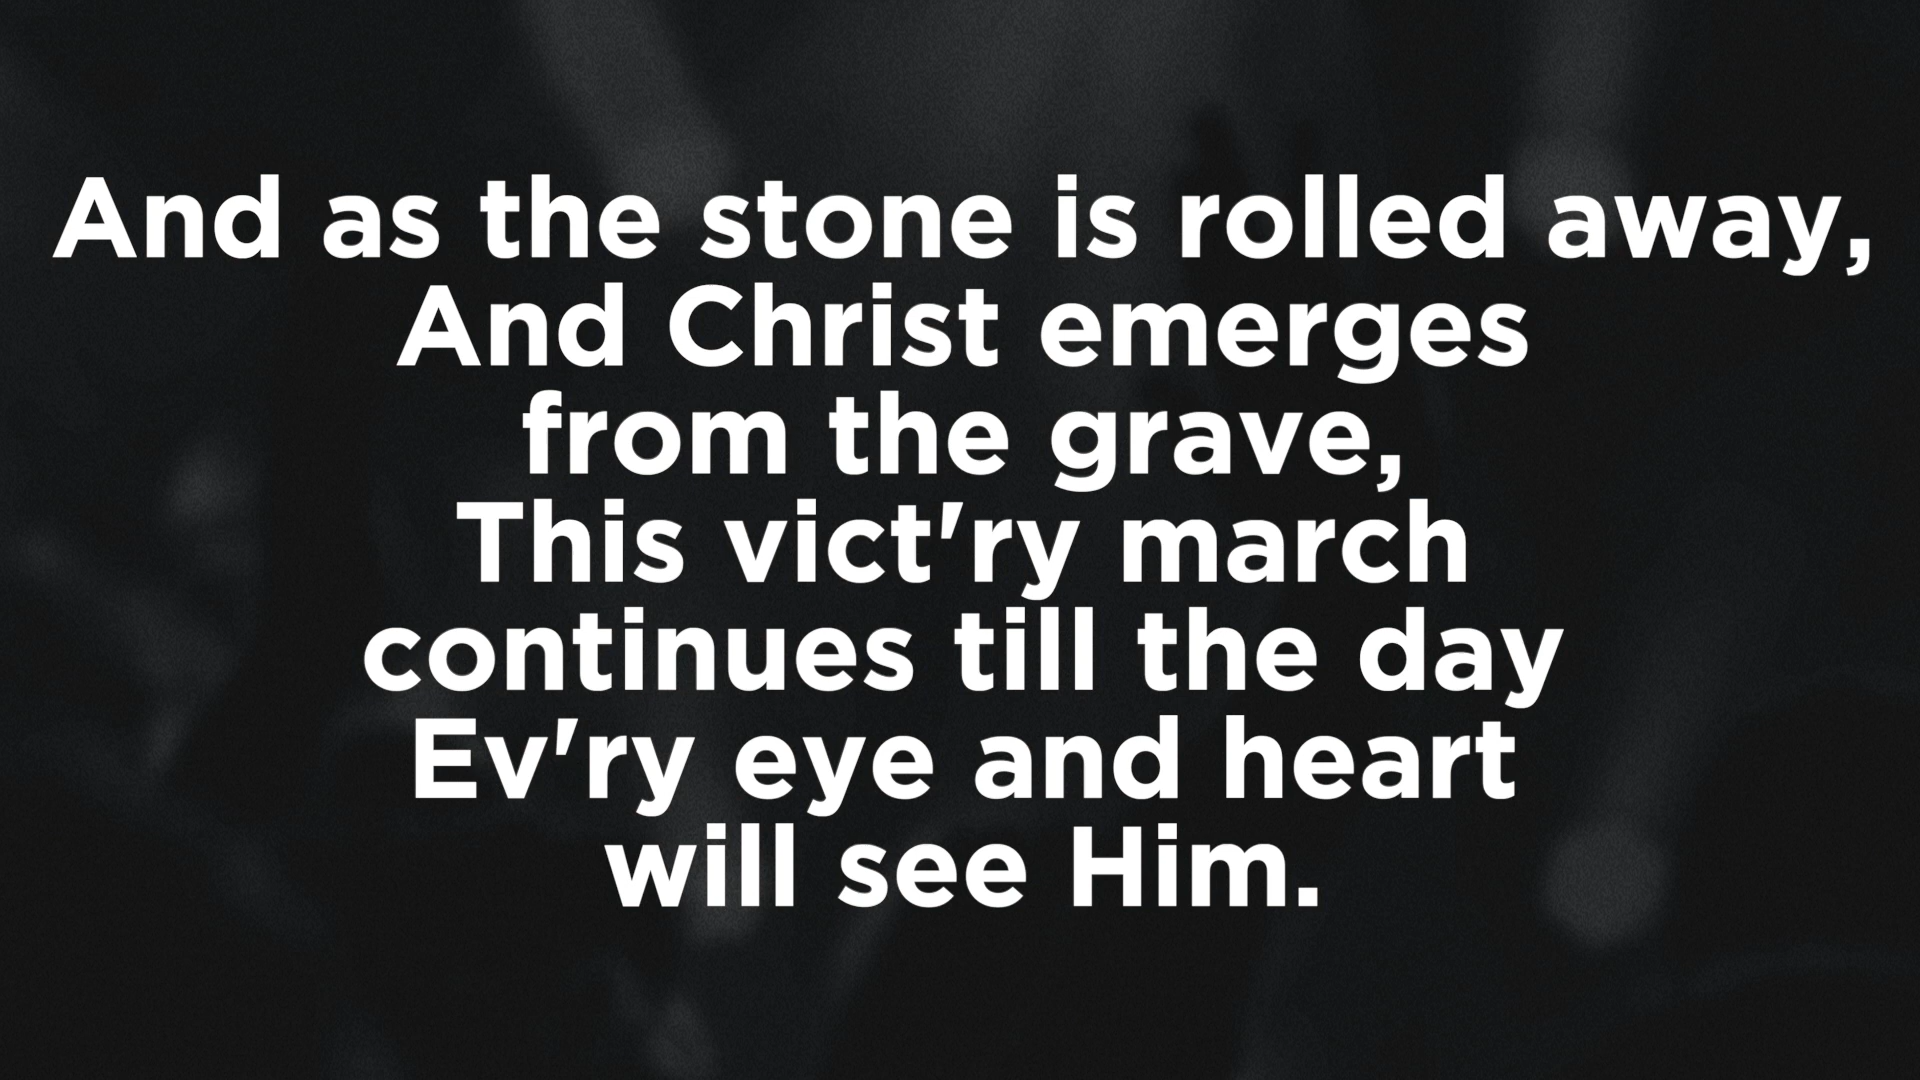 And as the stone is rolled away,
And Christ emerges
from the grave,
This vict'ry march
continues till the day
Ev'ry eye and heart
will see Him.